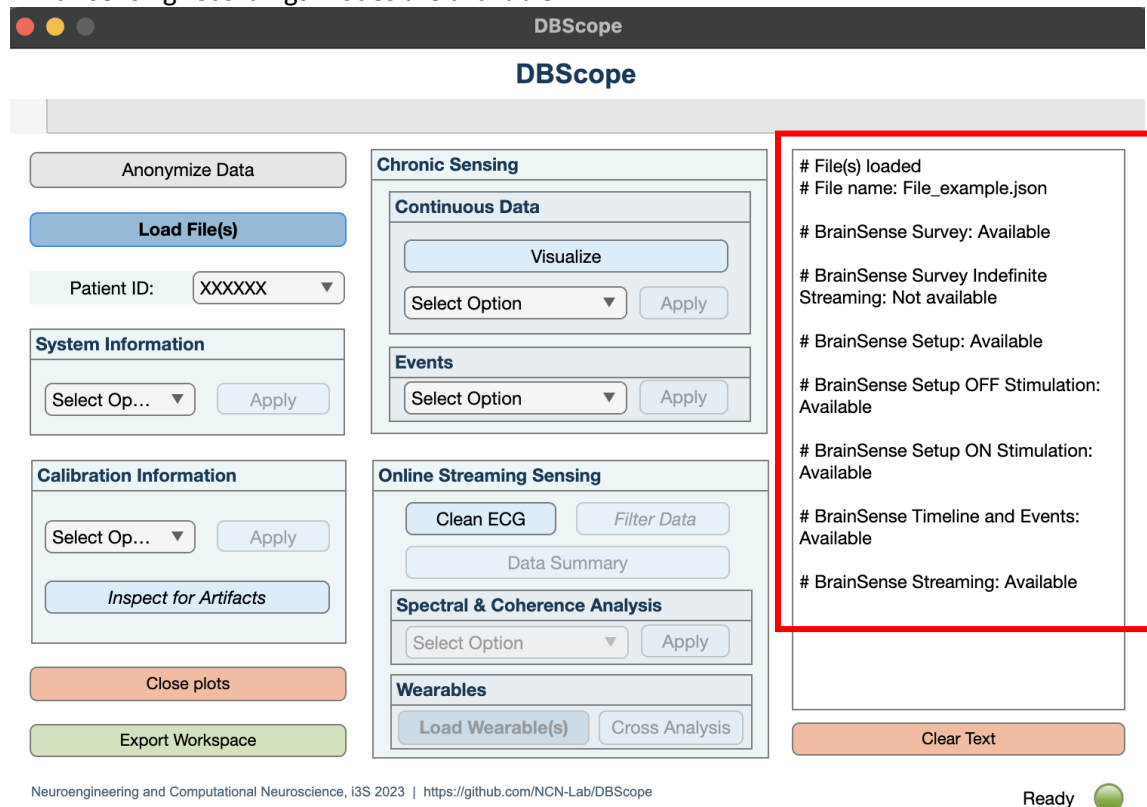 DBScope
DBScope
Anonymize Data
Load File(s)
Patient ID: XXXXXX
System Information
Select Op... Apply
Calibration Information
Select Op... Apply
Inspect for Artifacts
Close plots
Export Workspace
Chronic Sensing
Continuous Data
Visualize
Select Option Apply
Events
Select Option Apply
Online Streaming Sensing
Clean ECG Filter Data
Data Summary
Spectral & Coherence Analysis
Select Option Apply
Wearables
Load Wearable(s) Cross Analysis
# File(s) loaded
# File name: File_example.json
# BrainSense Survey: Available
# BrainSense Survey Indefinite
Streaming: Not available
# BrainSense Setup: Available
# BrainSense Setup OFF Stimulation:
Available
# BrainSense Setup ON Stimulation:
Available
# BrainSense Timeline and Events:
Available
# BrainSense Streaming: Available
Clear Text
Neuroengineering and Computational Neuroscience, i3S 2023 | https://github.com/NCN-Lab/DBScope
Ready